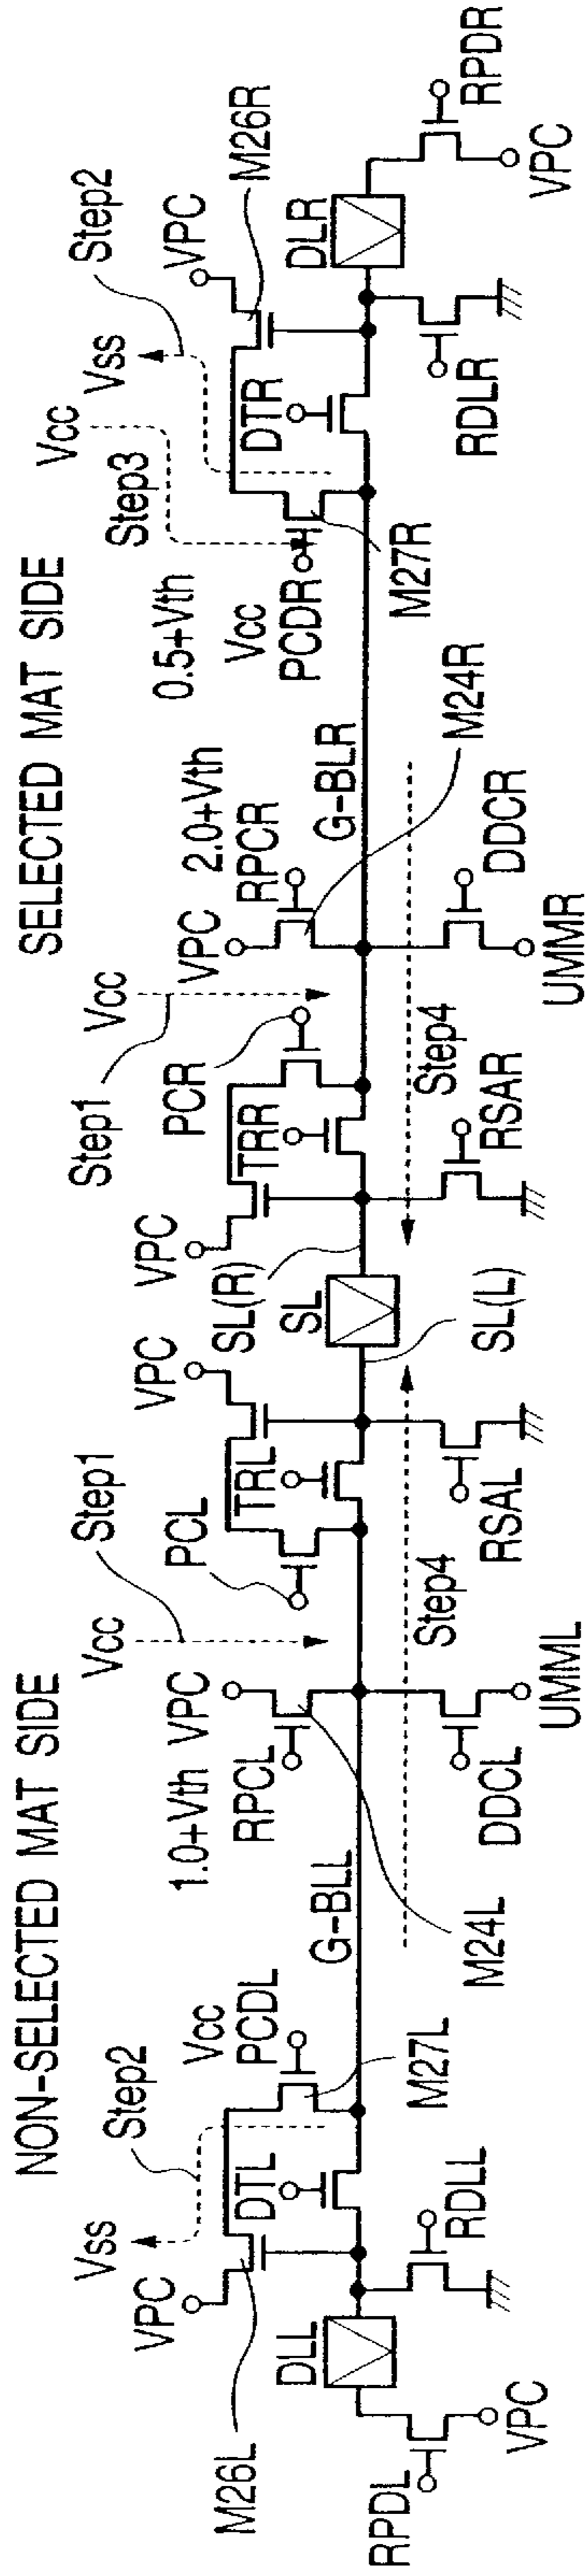 NON-SELECTED MAT SIDE
SELECTED MAT SIDE
Step2
Vss
VPC
M26L
DLL
RPDL
VPC
DTL
RDLL
Vcc
PCDL
M27L
G-BLL
1.0+Vth
VPC
RPCL
M24L
DDCL
UMML
Vcc
Step1
Step4
PCL
TRL
VPC
RSAL
SL(L)
SL
SL(R)
VPC
TRR
PCR
RSAR
Step4
Step1
Vcc
VPC
2.0+Vth
RPCR
G-BLR
M24R
DDCR
UMMR
0.5+Vth
Vcc
PCDR
M27R
Step3
Vcc
Vss
Step2
DTR
VPC
M26R
DLR
RDLR
RPDR
VPC